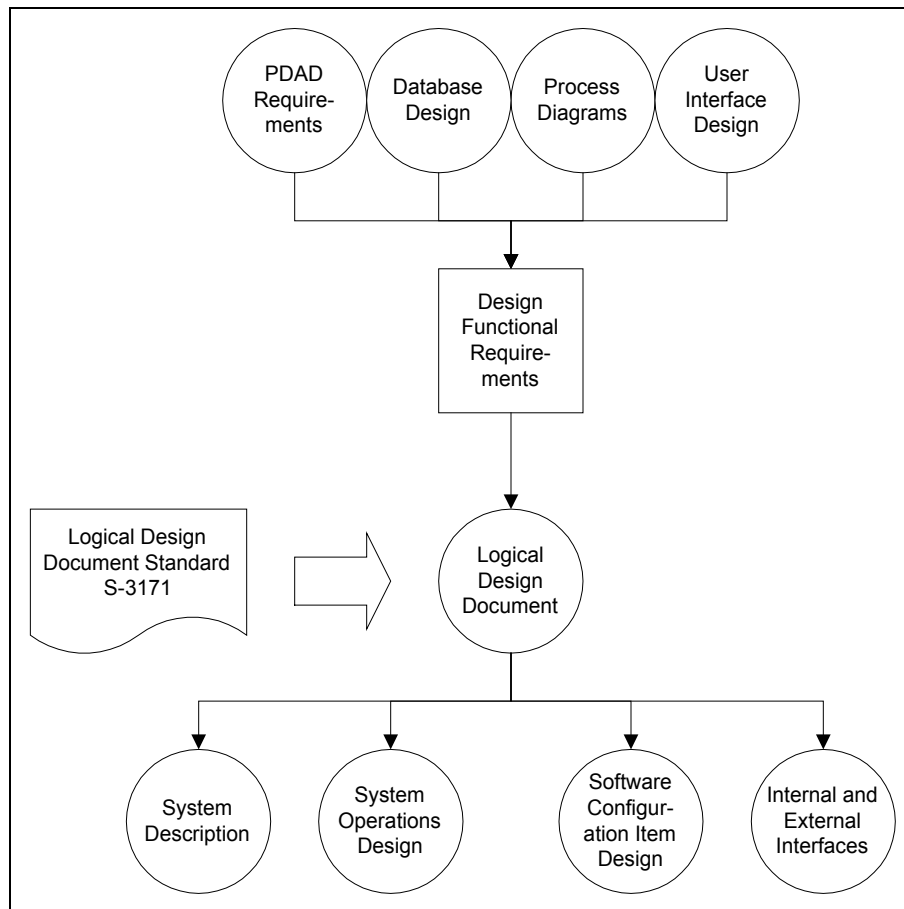 PDAD
Require-
ments
Database
Design
Process
Diagrams
User
Interface
Design
Design
Functional
Require-
ments
Logical Design
Document Standard
S-3171
Logical
Design
Document
System
Description
System
Operations
Design
Software
Configur-
ation Item
Design
Internal and
External
Interfaces